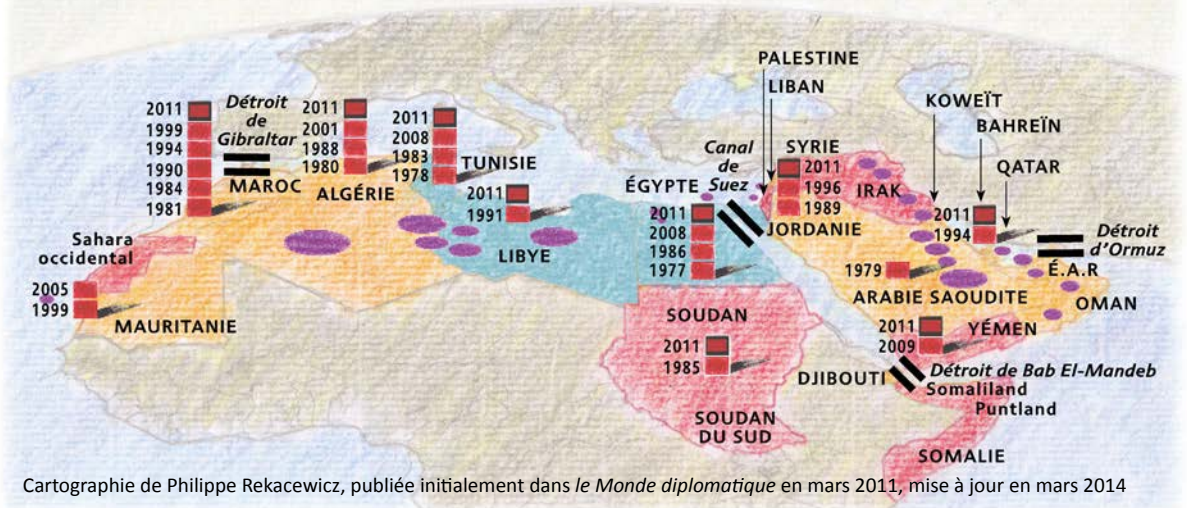 PALESTINE
LIBAN
KOWEÏT
BAHREÏN
QATAR
2011
1999
1994
1990
1984
1981
Détroit
de
Gibraltar
MAROC
2011
2001
1988
1980
ALGÉRIE
2011
2008
1983
1978
TUNISIE
2011
1991
LIBYE
Canal
de
Suez
ÉGYPTE
2011
2008
1986
1977
SYRIE
2011
1996
1989
JORDANIE
IRAK
2011
1994
Détroit
d'Ormuz
É.A.R
OMAN
1979
ARABIE SAOUDITE
Sahara
occidental
2005
1999
MAURITANIE
SOUDAN
2011
1985
SOUDAN
DU SUD
2011
2009
YÉMEN
DJIBOUTI
Détroit de Bab El-Mandeb
Somaliland
Puntland
SOMALIE
Cartographie de Philippe Rekacewicz, publiée initialement dans le Monde diplomatique en mars 2011, mise à jour en mars 2014